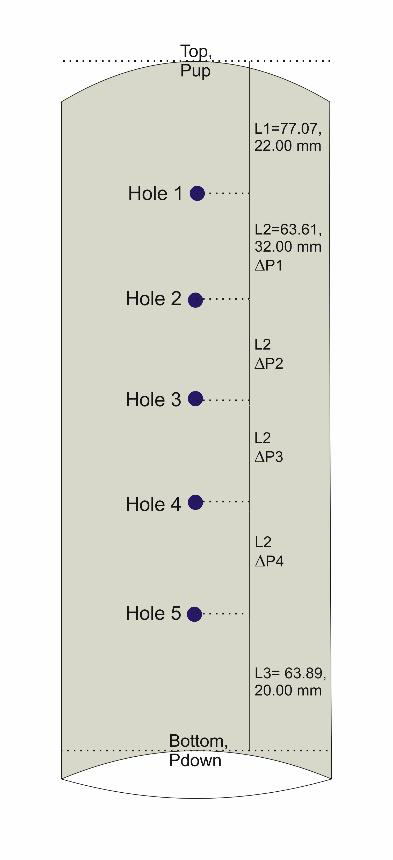 Top,
Pup
L1=77.07,
22.00 mm
Hole 1
L2=63.61,
32.00 mm
ΔP1
Hole 2
L2
ΔP2
Hole 3
L2
ΔP3
Hole 4
L2
ΔP4
Hole 5
L3= 63.89,
20.00 mm
Bottom,
Pdown